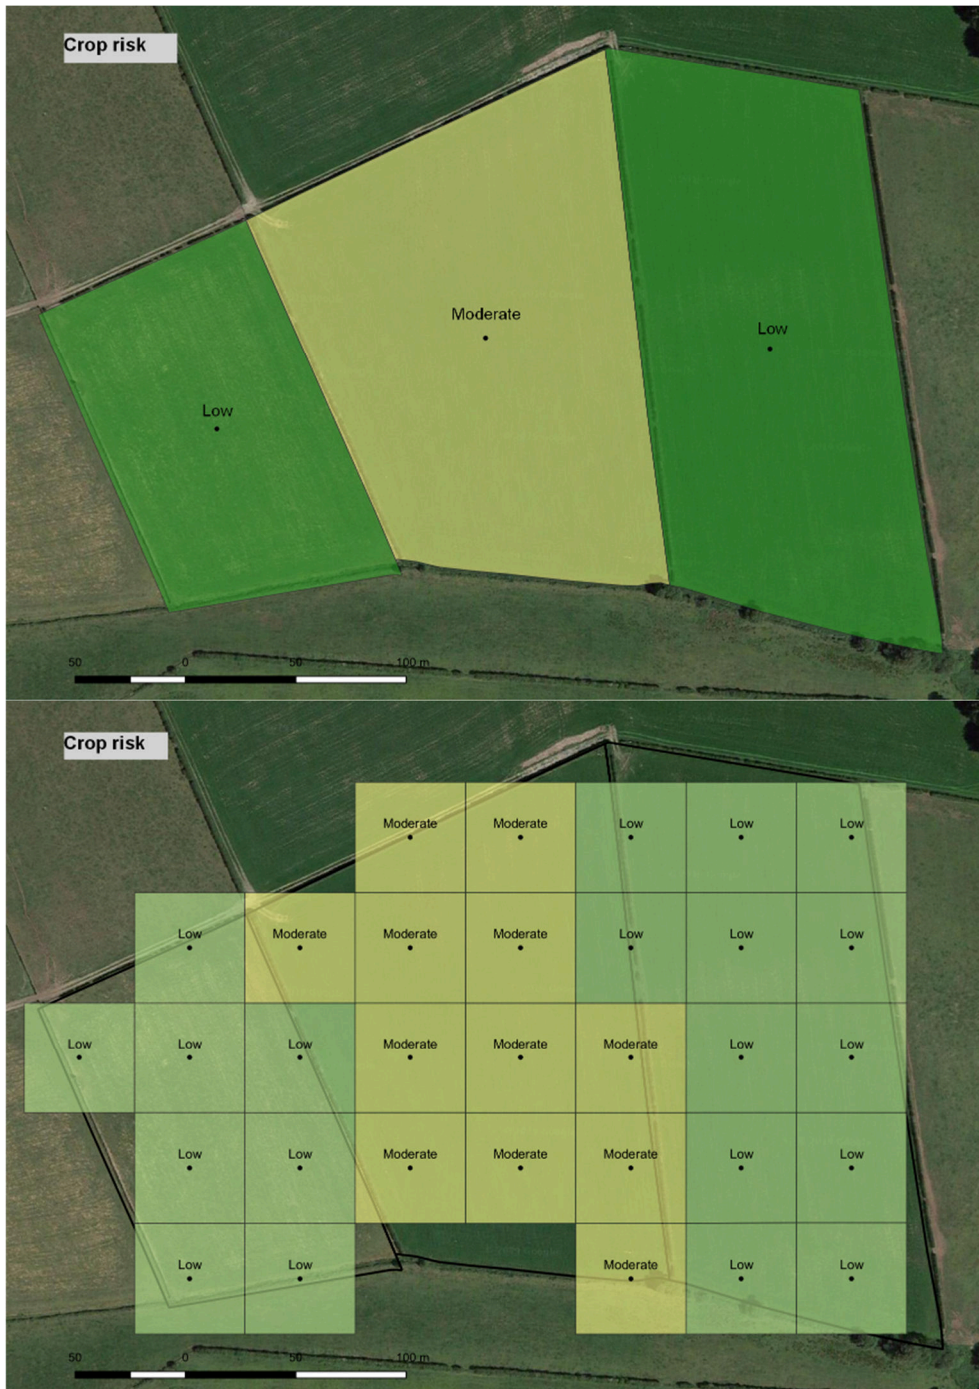 Crop risk
Moderate
Low
Low
50 0 50 100 m
Crop risk
Moderate Moderate Low Low Low
Low Moderate Moderate Moderate Low Low Low
Low Low Low Moderate Moderate Moderate Low Low
Low Low Moderate Moderate Moderate Low Low
Low Low Moderate Low Low
50 0 50 100 m